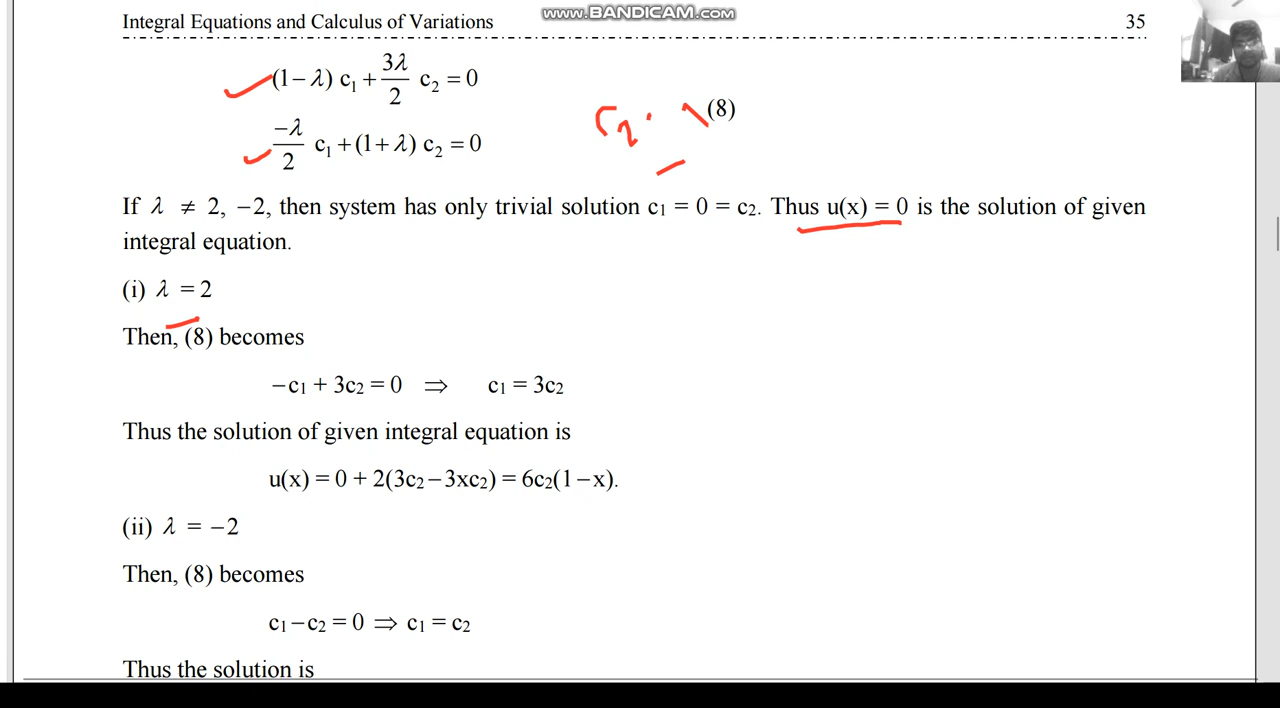 www.BANDICAM.com
Integral Equations and Calculus of Variations 35
(1−λ) c₁ + 3λ/2 c₂ = 0
(8)
−λ/2 c₁ + (1+λ) c₂ = 0
If λ ≠ 2, −2, then system has only trivial solution c₁ = 0 = c₂. Thus u(x) = 0 is the solution of given
integral equation.
(i) λ = 2
Then, (8) becomes
−c₁ + 3c₂ = 0 ⇒ c₁ = 3c₂
Thus the solution of given integral equation is
u(x) = 0 + 2(3c₂ − 3xc₂) = 6c₂(1 − x).
(ii) λ = −2
Then, (8) becomes
c₁ − c₂ = 0 ⇒ c₁ = c₂
Thus the solution is